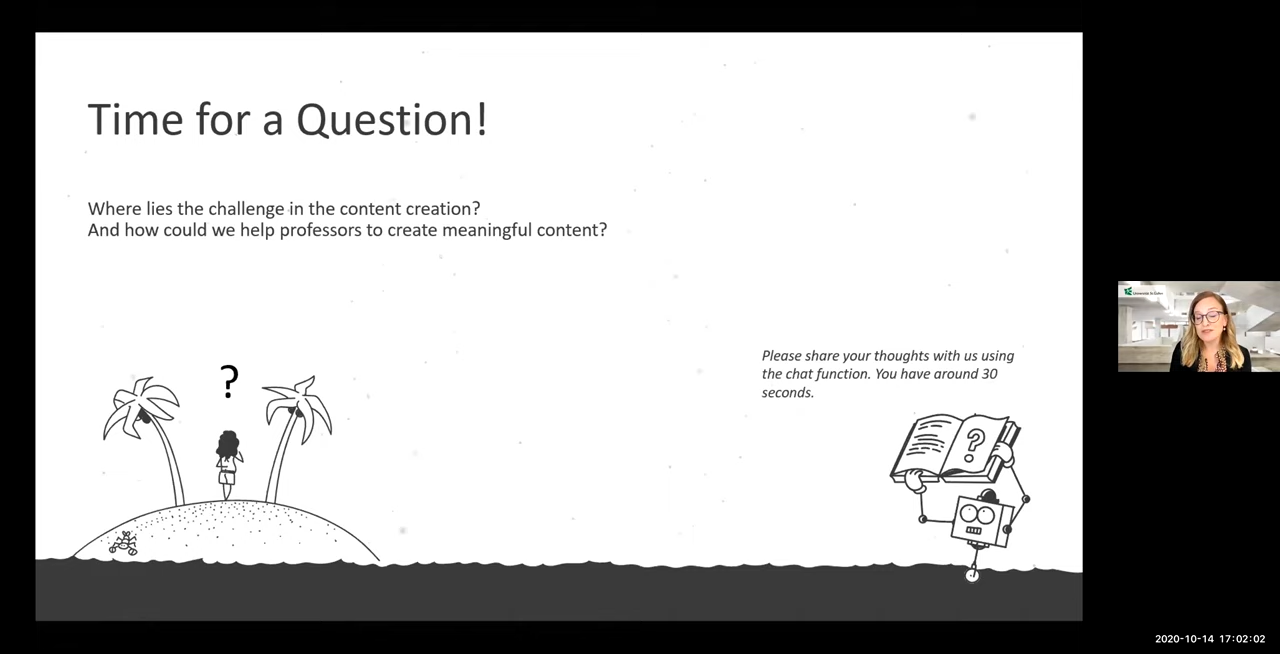 Time for a Question!
Where lies the challenge in the content creation?
And how could we help professors to create meaningful content?
?
Please share your thoughts with us using
the chat function. You have around 30
seconds.
?
2020-10-14 17:02:02